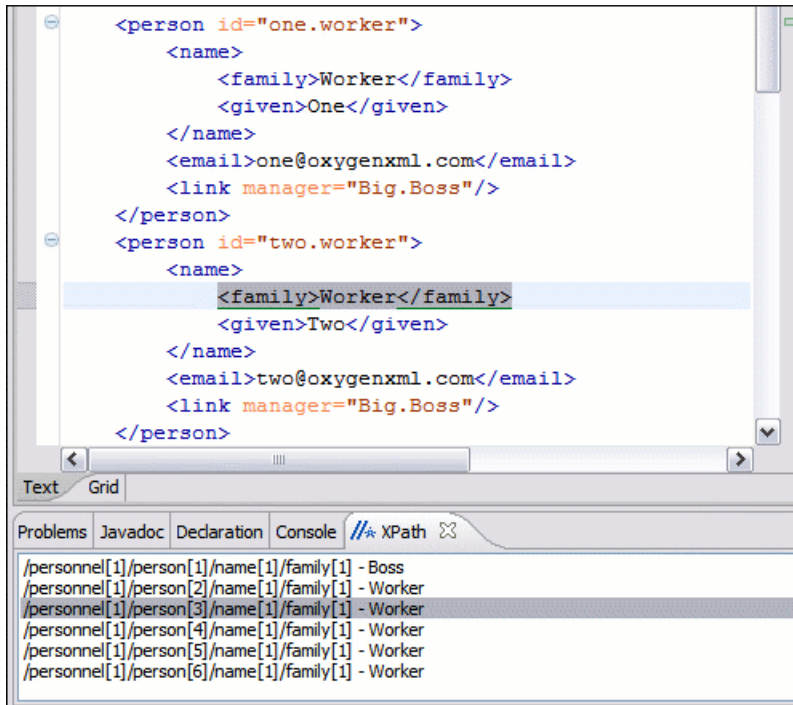 <person id="one.worker">
<name>
<family>Worker</family>
<given>One</given>
</name>
<email>one@oxygenxml.com</email>
<link manager="Big.Boss"/>
</person>
<person id="two.worker">
<name>
<family>Worker</family>
<given>Two</given>
</name>
<email>two@oxygenxml.com</email>
<link manager="Big.Boss"/>
</person>
Text Grid
Problems Javadoc Declaration Console XPath
/personnel[1]/person[1]/name[1]/family[1] - Boss
/personnel[1]/person[2]/name[1]/family[1] - Worker
/personnel[1]/person[3]/name[1]/family[1] - Worker
/personnel[1]/person[4]/name[1]/family[1] - Worker
/personnel[1]/person[5]/name[1]/family[1] - Worker
/personnel[1]/person[6]/name[1]/family[1] - Worker